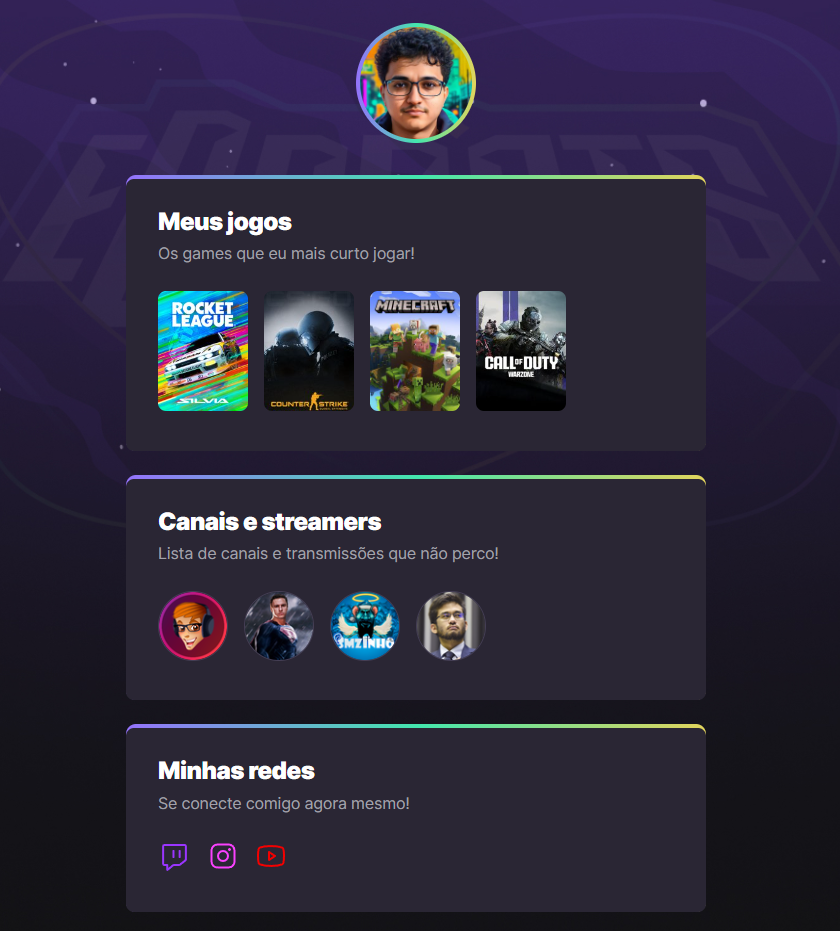 ESPORTS
Meus jogos
Os games que eu mais curto jogar!
ROCKET
LEAGUE
SILVIA
COUNTER STRIKE
MINECRAFT
CALL OF DUTY
WARZONE
Canais e streamers
Lista de canais e transmissões que não perco!
SMZINHO
Minhas redes
Se conecte comigo agora mesmo!